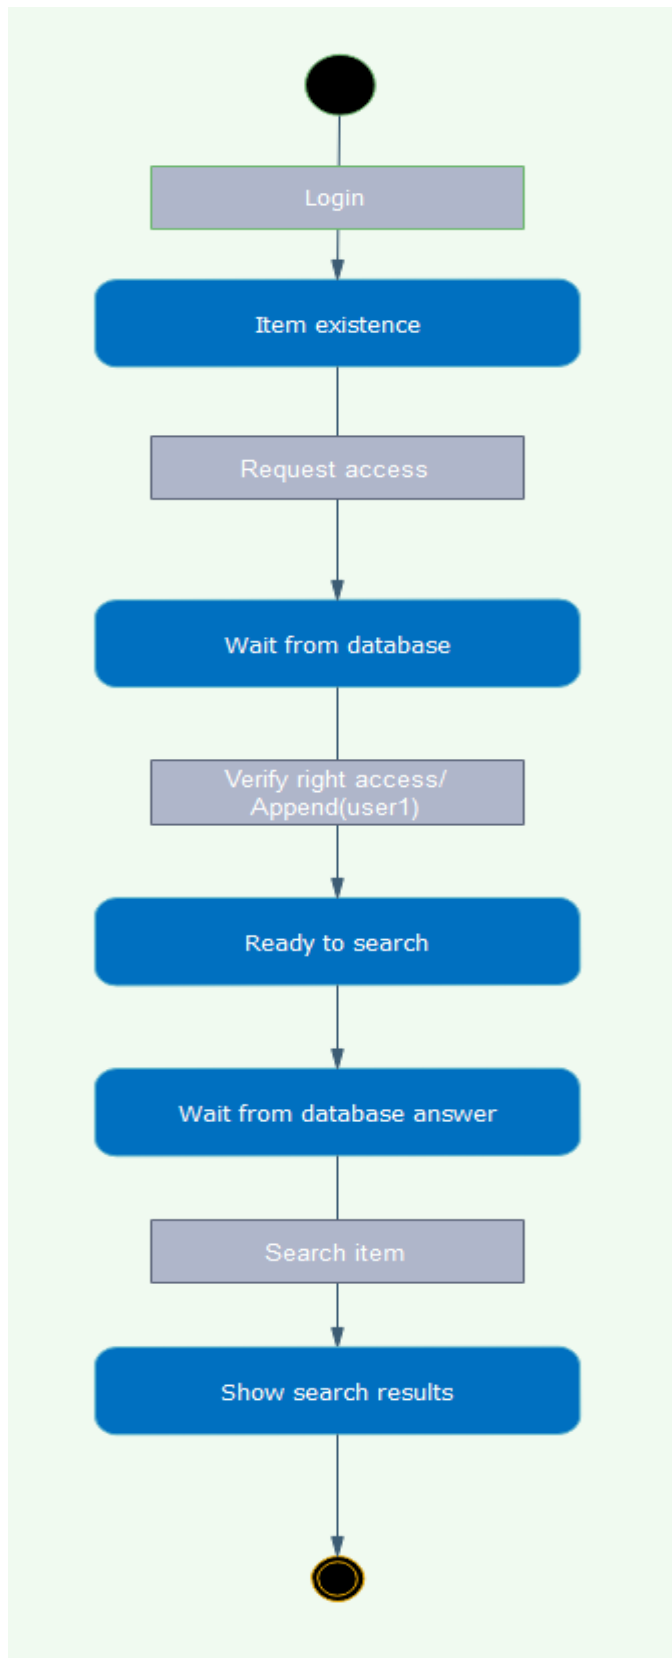 Login
Item existence
Request access
Wait from database
Verify right access/
Append(user1)
Ready to search
Wait from database answer
Search item
Show search results